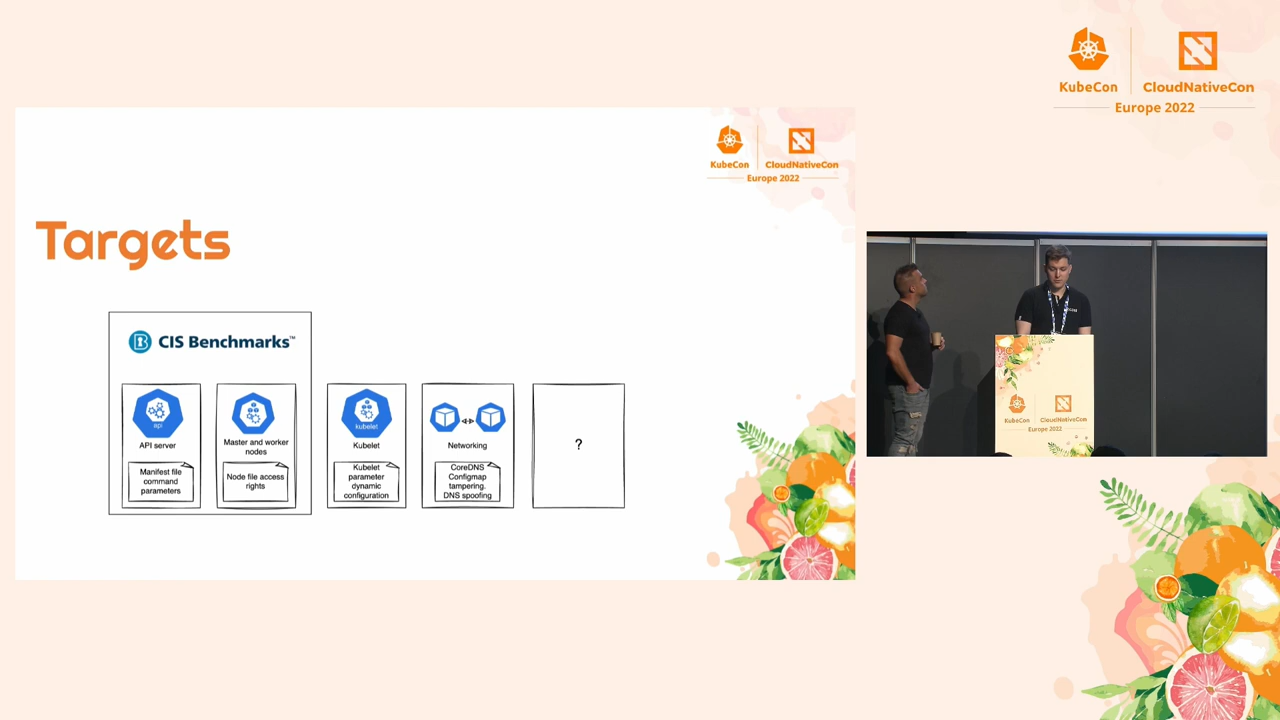 KubeCon
CloudNativeCon
Europe 2022
KubeCon
CloudNativeCon
Europe 2022
Targets
CIS Benchmarks™
api
API server
Manifest file
command
parameters
Master and worker
nodes
Node file access
rights
kubelet
Kubelet
Kubelet
parameter
dynamic
configuration
Networking
CoreDNS
Configmap
tampering.
DNS spoofing
?
KubeCon
CloudNativeCon
Europe 2022